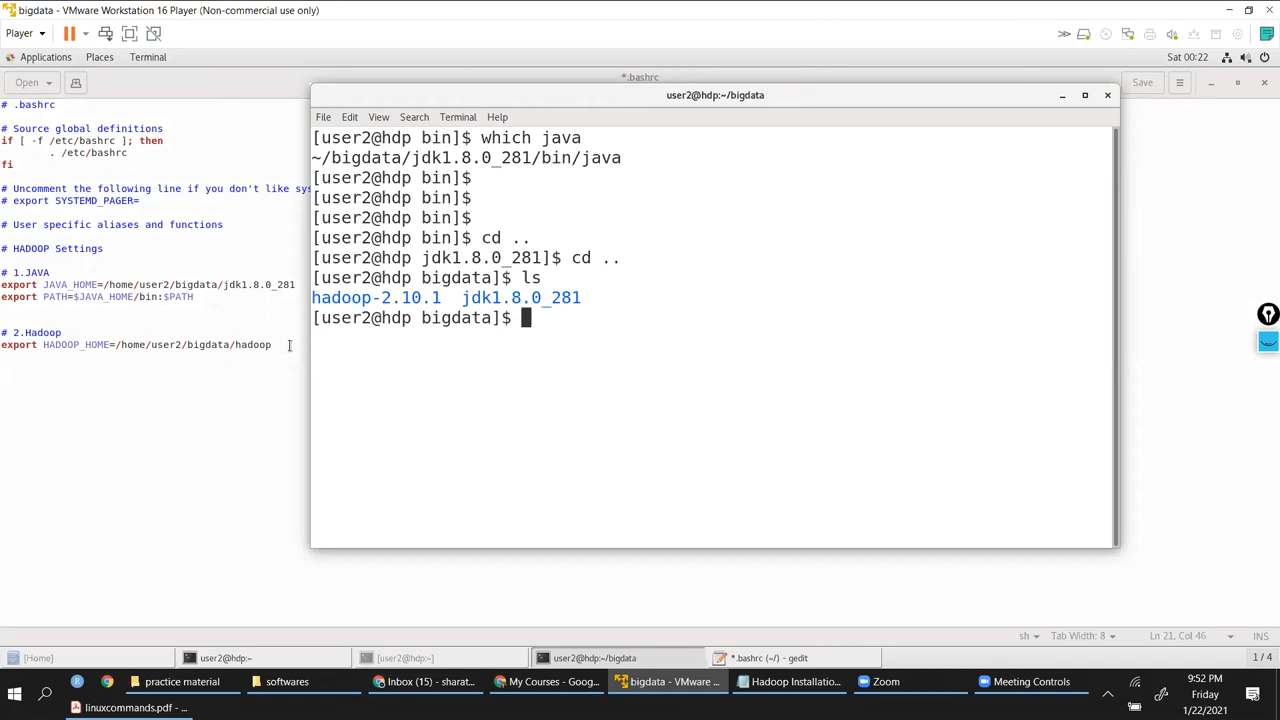 bigdata - VMware Workstation 16 Player (Non-commercial use only)
Player
Applications Places Terminal Sat 00:22
Open *.bashrc Save
# .bashrc
# Source global definitions
if [ -f /etc/bashrc ]; then
. /etc/bashrc
fi
# Uncomment the following line if you don't like sys
# export SYSTEMD_PAGER=
# User specific aliases and functions
# HADOOP Settings
# 1.JAVA
export JAVA_HOME=/home/user2/bigdata/jdk1.8.0_281
export PATH=$JAVA_HOME/bin:$PATH
# 2.Hadoop
export HADOOP_HOME=/home/user2/bigdata/hadoop
user2@hdp:~/bigdata
File Edit View Search Terminal Help
[user2@hdp bin]$ which java
~/bigdata/jdk1.8.0_281/bin/java
[user2@hdp bin]$
[user2@hdp bin]$
[user2@hdp bin]$
[user2@hdp bin]$ cd ..
[user2@hdp jdk1.8.0_281]$ cd ..
[user2@hdp bigdata]$ ls
hadoop-2.10.1 jdk1.8.0_281
[user2@hdp bigdata]$
sh Tab Width: 8 Ln 21, Col 46 INS
[Home] user2@hdp:~ [user2@hdp:~] user2@hdp:~/bigdata *.bashrc (~/) - gedit 1 / 4
practice material softwares Inbox (15) - sharat... My Courses - Goog... bigdata - VMware ... Hadoop Installatio... Zoom Meeting Controls
9:52 PM
Friday
1/22/2021
linuxcommands.pdf - ...